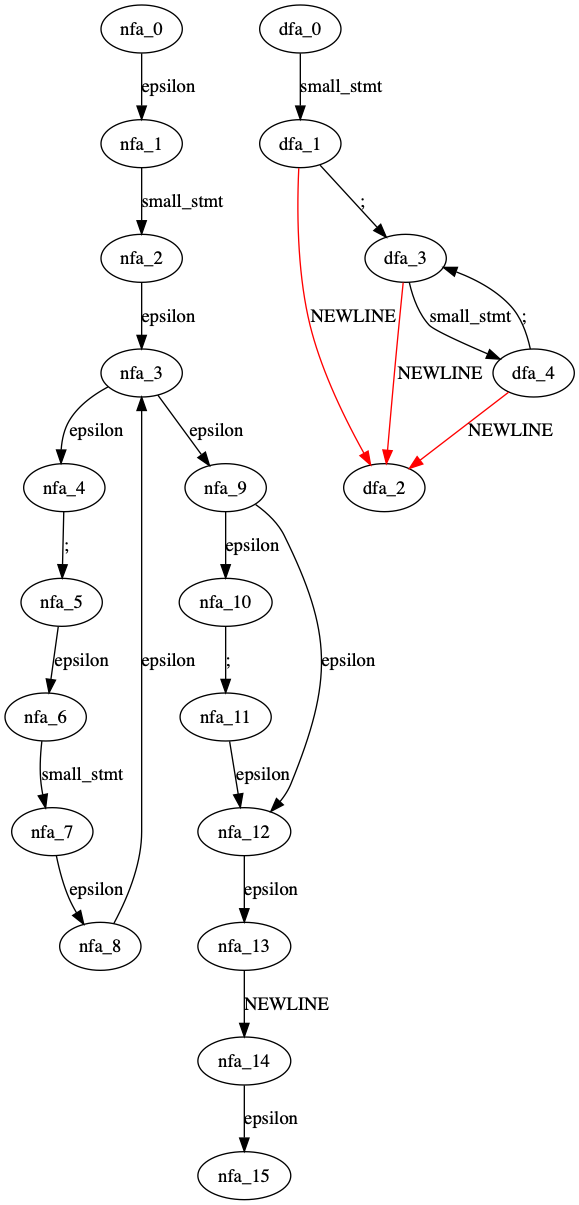 nfa_0 dfa_0
epsilon small_stmt
nfa_1 dfa_1
small_stmt ;
nfa_2 dfa_3
epsilon NEWLINE small_stmt ;
nfa_3 NEWLINE dfa_4
epsilon epsilon NEWLINE
nfa_4 nfa_9 dfa_2
; epsilon
nfa_5 nfa_10
epsilon epsilon ; epsilon
nfa_6 nfa_11
small_stmt epsilon
nfa_7 nfa_12
epsilon epsilon
nfa_8 nfa_13
NEWLINE
nfa_14
epsilon
nfa_15